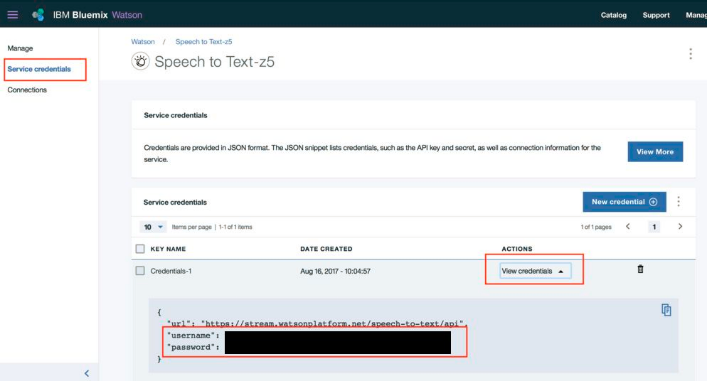 IBM Bluemix Watson
Catalog Support Manag
Manage
Service credentials
Connections
Watson / Speech to Text-z5
Speech to Text-z5
Service credentials
Credentials are provided in JSON format. The JSON snippet lists credentials, such as the API key and secret, as well as connection information for the
service.
View More
Service credentials
New credential
10 Items per page | 1-1 of 1 items
1 of 1 pages < 1 >
KEY NAME DATE CREATED ACTIONS
Credentials-1 Aug 16, 2017 - 10:04:57 View credentials
{
"url": "https://stream.watsonplatform.net/speech-to-text/api",
"username":
"password":
}